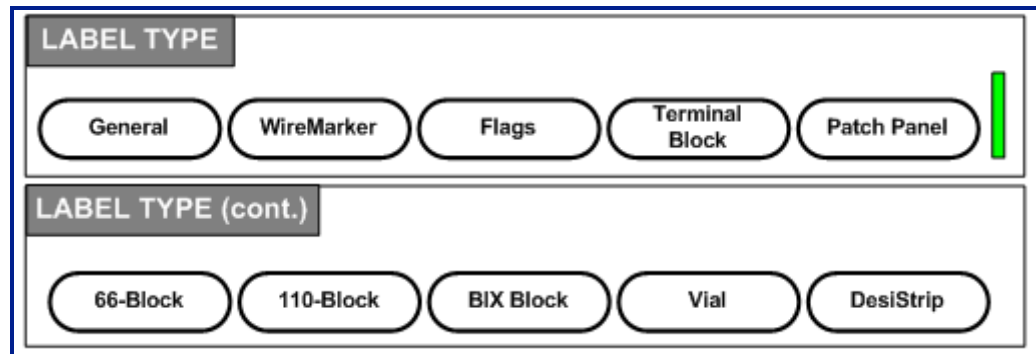 LABEL TYPE
General WireMarker Flags Terminal Block Patch Panel
LABEL TYPE (cont.)
66-Block 110-Block BIX Block Vial DesiStrip